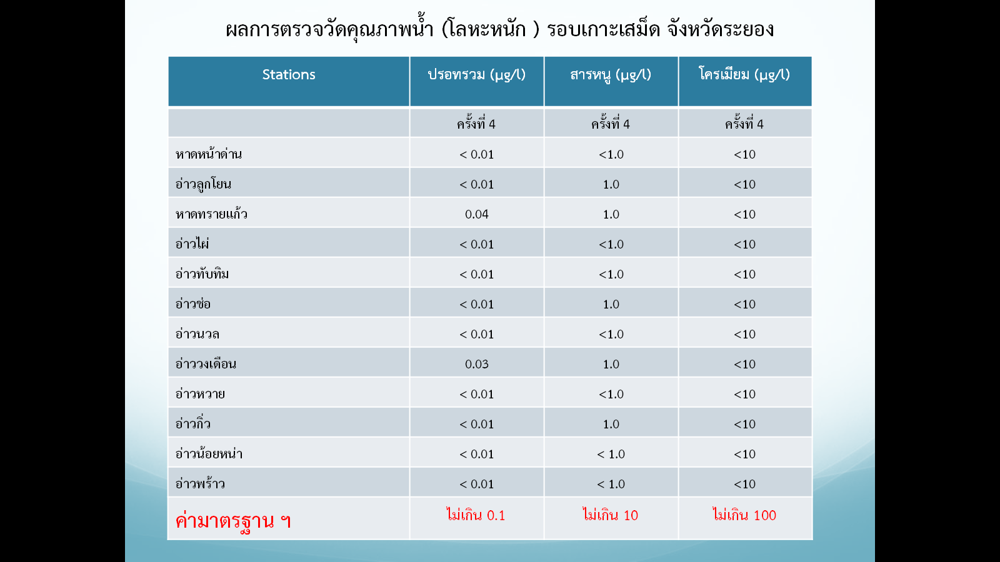 ผลการตรวจวัดคุณภาพน้ำ (โลหะหนัก ) รอบเกาะเสม็ด จังหวัดระยอง
Stations ปรอทรวม (µg/l) สารหนู (µg/l) โครเมียม (µg/l)
ครั้งที่ 4 ครั้งที่ 4 ครั้งที่ 4
หาดหน้าด่าน < 0.01 <1.0 <10
อ่าวลูกโยน < 0.01 1.0 <10
หาดทรายแก้ว 0.04 1.0 <10
อ่าวไผ่ < 0.01 <1.0 <10
อ่าวทับทิม < 0.01 <1.0 <10
อ่าวช่อ < 0.01 1.0 <10
อ่าวนวล < 0.01 <1.0 <10
อ่าววงเดือน 0.03 1.0 <10
อ่าวหวาย < 0.01 <1.0 <10
อ่าวกิ่ว < 0.01 1.0 <10
อ่าวน้อยหน่า < 0.01 < 1.0 <10
อ่าวพร้าว < 0.01 < 1.0 <10
ค่ามาตรฐาน ฯ ไม่เกิน 0.1 ไม่เกิน 10 ไม่เกิน 100